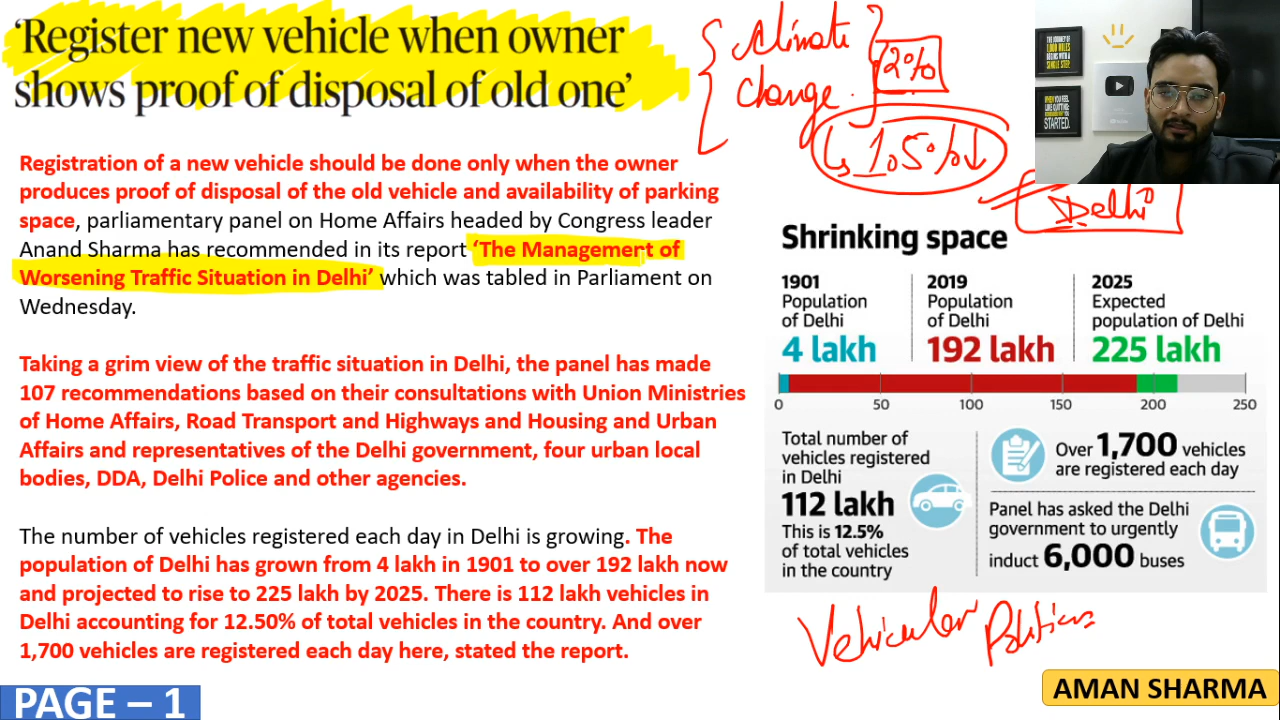 ‘Register new vehicle when owner
shows proof of disposal of old one’
Registration of a new vehicle should be done only when the owner
produces proof of disposal of the old vehicle and availability of parking
space, parliamentary panel on Home Affairs headed by Congress leader
Anand Sharma has recommended in its report ‘The Management of
Worsening Traffic Situation in Delhi’ which was tabled in Parliament on
Wednesday.
Taking a grim view of the traffic situation in Delhi, the panel has made
107 recommendations based on their consultations with Union Ministries
of Home Affairs, Road Transport and Highways and Housing and Urban
Affairs and representatives of the Delhi government, four urban local
bodies, DDA, Delhi Police and other agencies.
The number of vehicles registered each day in Delhi is growing. The
population of Delhi has grown from 4 lakh in 1901 to over 192 lakh now
and projected to rise to 225 lakh by 2025. There is 112 lakh vehicles in
Delhi accounting for 12.50% of total vehicles in the country. And over
1,700 vehicles are registered each day here, stated the report.
PAGE – 1
climate
change
2%
Delhi
Shrinking space
1901
Population
of Delhi
4 lakh
2019
Population
of Delhi
192 lakh
2025
Expected
population of Delhi
225 lakh
0 50 100 150 200 250
Total number of
vehicles registered
in Delhi
112 lakh
This is 12.5%
of total vehicles
in the country
Over 1,700 vehicles
are registered each day
Panel has asked the Delhi
government to urgently
induct 6,000 buses
Vehicular
AMAN SHARMA